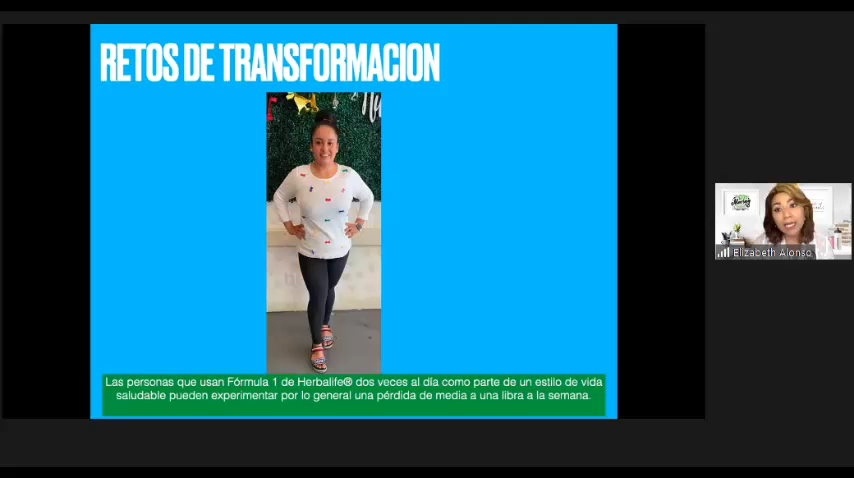 RETOS DE TRANSFORMACION
Las personas que usan Fórmula 1 de Herbalife® dos veces al día como parte de un estilo de vida
saludable pueden experimentar por lo general una pérdida de media a una libra a la semana.
Elizabeth Alonso